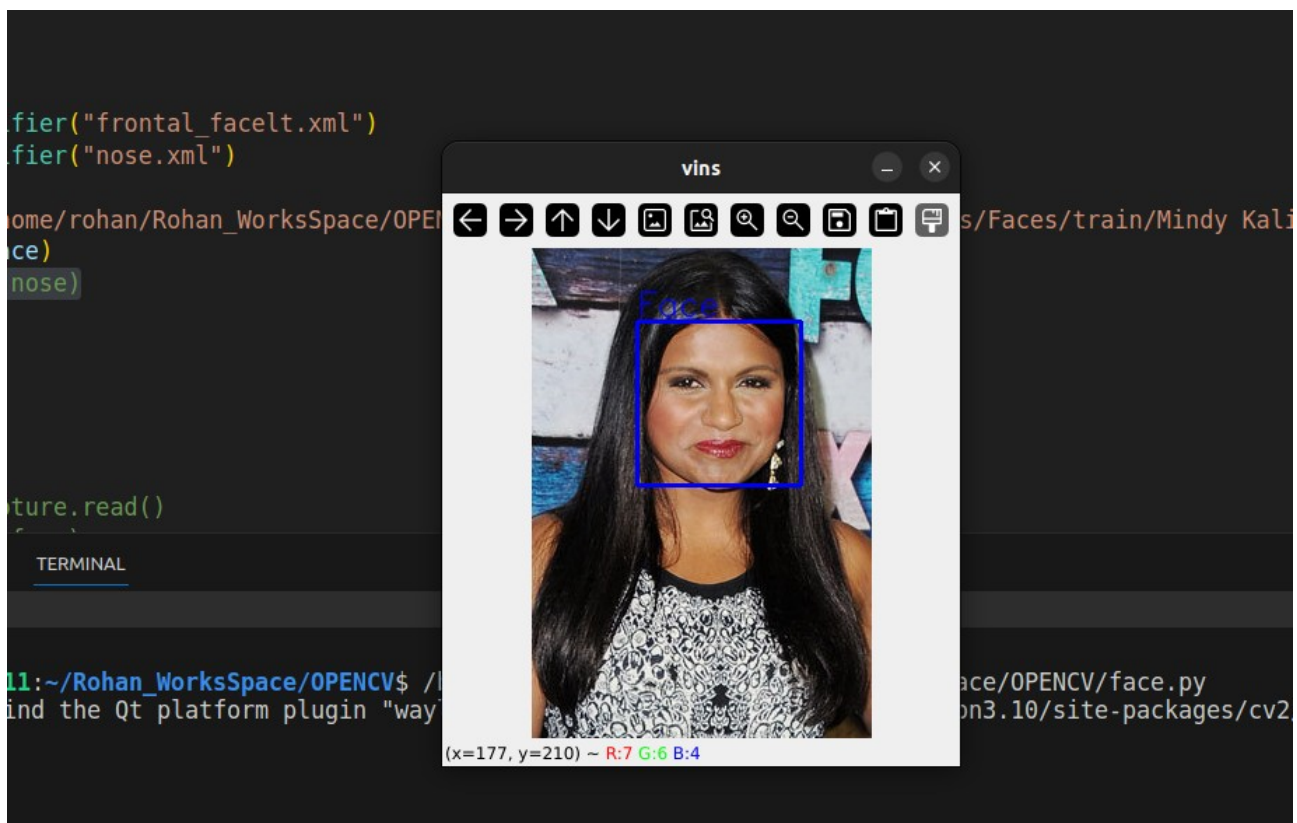 fier("frontal_facelt.xml")
fier("nose.xml")
vins
ome/rohan/Rohan_WorksSpace/OPEN
s/Faces/train/Mindy Kali
ce)
nose)
Face
ture.read()
TERMINAL
11:~/Rohan_WorksSpace/OPENCV$ /
ace/OPENCV/face.py
ind the Qt platform plugin "way
on3.10/site-packages/cv2
(x=177, y=210) ~ R:7 G:6 B:4